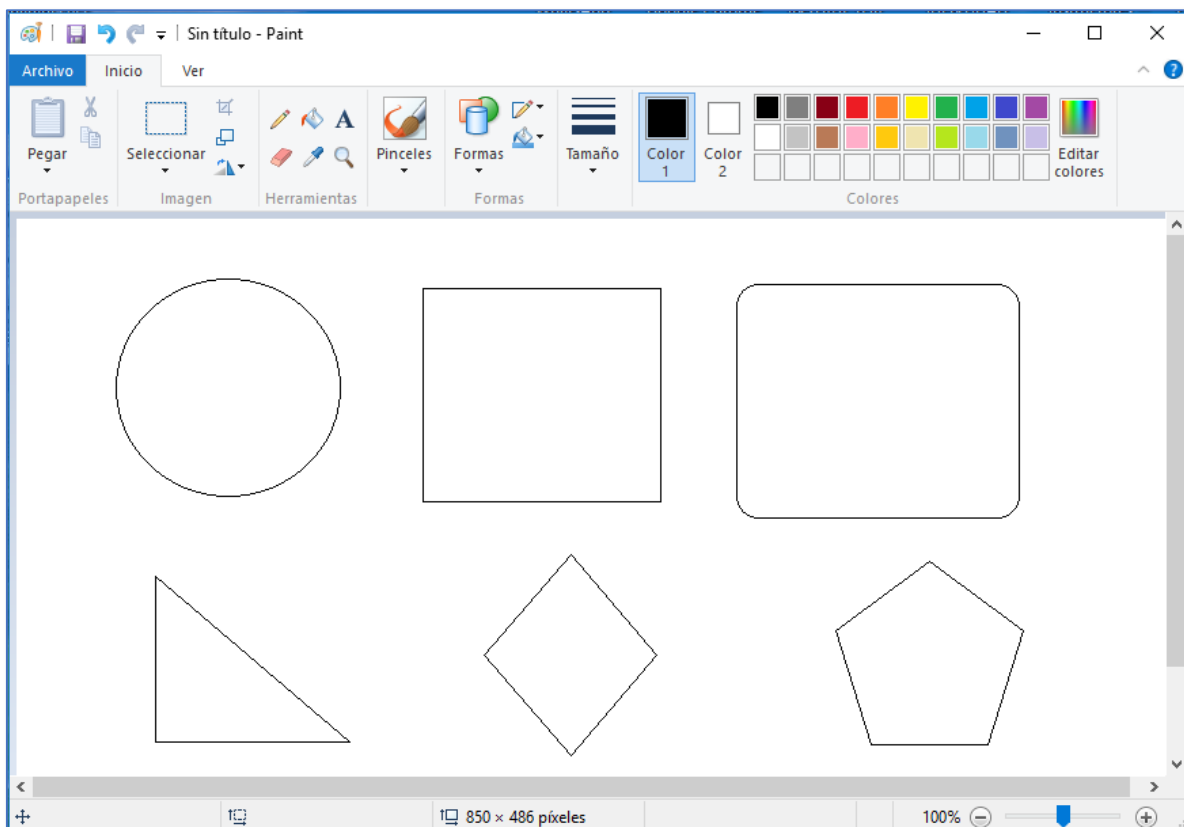 Sin título - Paint
Archivo Inicio Ver
Pegar
Seleccionar
A
Pinceles
Formas
Tamaño
Color
1
Color
2
Editar
colores
Portapapeles
Imagen
Herramientas
Formas
Colores
850 × 486 píxeles
100%